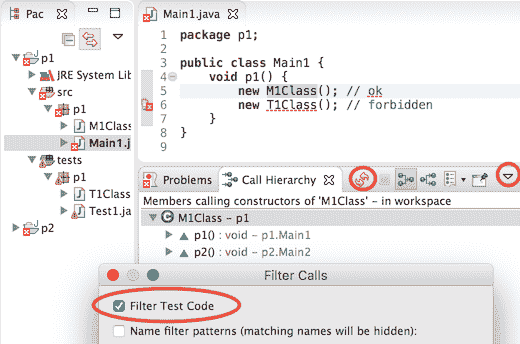 Pac
p1
JRE System Lib
src
p1
M1Class
Main1.j
tests
p1
T1Class
Test1.ja
p2
Main1.java
1 package p1;
2
3 public class Main1 {
4 void p1() {
5 new M1Class(); // ok
6 new T1Class(); // forbidden
7 }
8 }
9
Problems Call Hierarchy
Members calling constructors of 'M1Class' – in workspace
M1Class – p1
p1() : void – p1.Main1
p2() : void – p2.Main2
Filter Calls
Filter Test Code
Name filter patterns (matching names will be hidden):